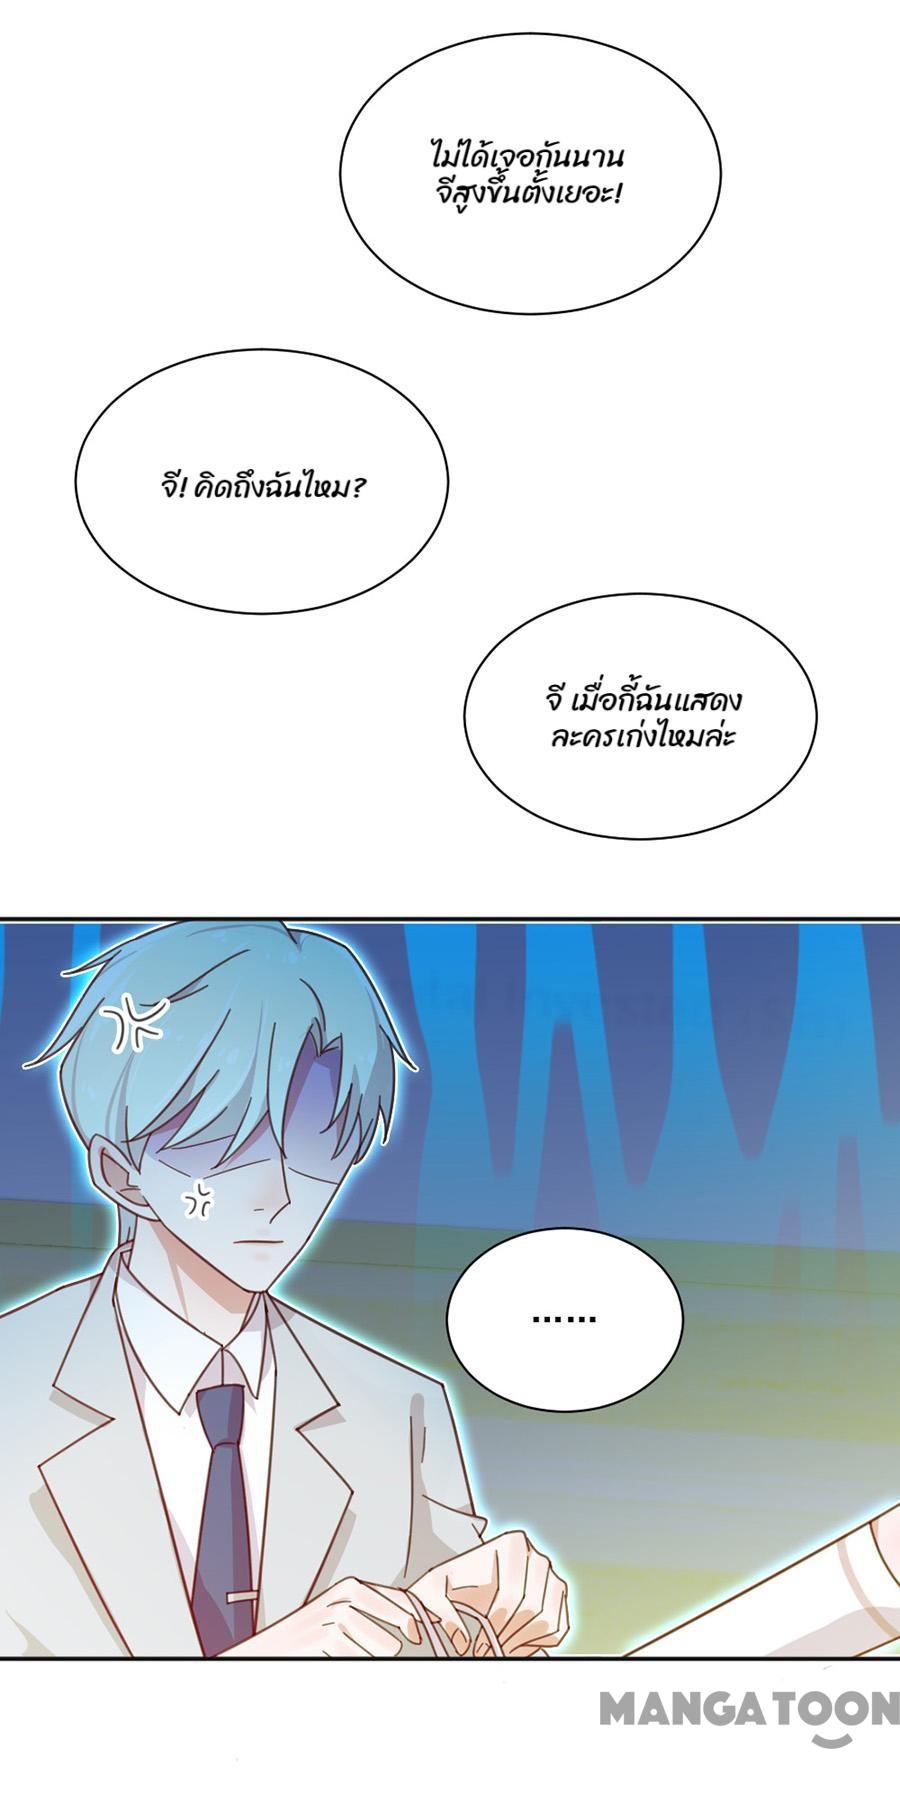 ไม่ได้เจอกันนาน
จีสูงขึ้นตั้งเยอะ!
จี! คิดถึงฉันไหม?
จี เมื่อกี้ฉันแสดง
ละครเก่งไหมล่ะ
......
MANGATOON